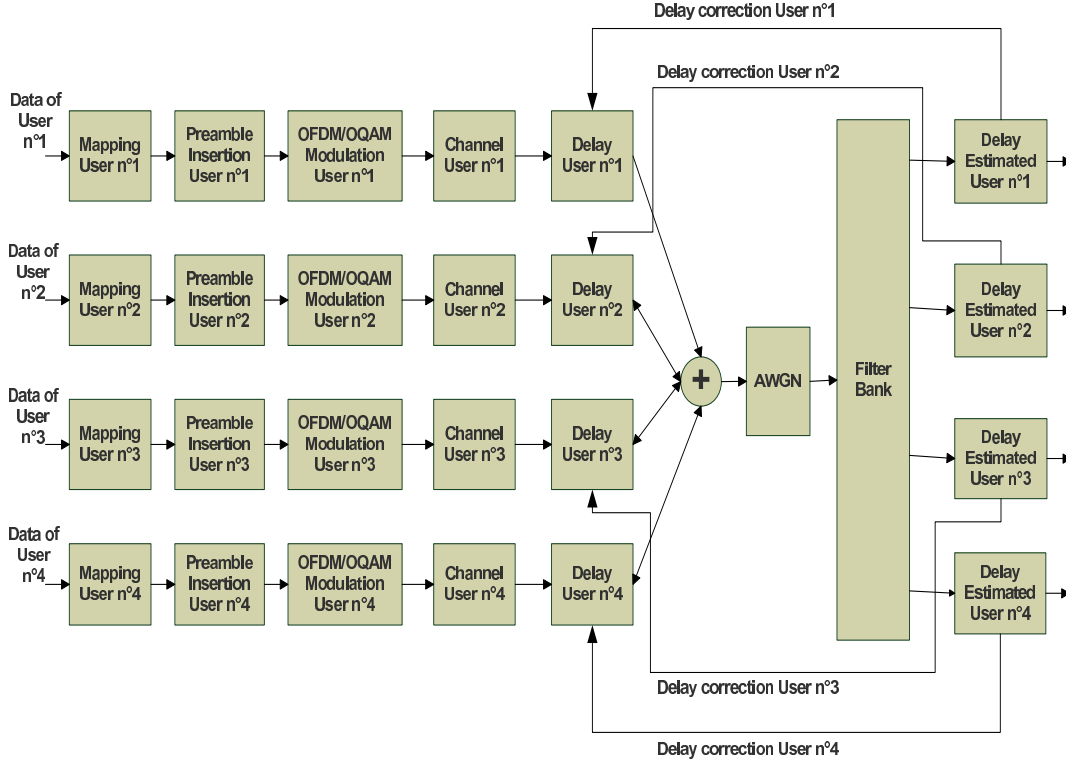 Delay correction User n°1
Delay correction User n°2
Data of
User
n°1
Mapping
User n°1
Preamble
Insertion
User n°1
OFDM/OQAM
Modulation
User n°1
Channel
User n°1
Delay
User n°1
Delay
Estimated
User n°1
Data of
User
n°2
Mapping
User n°2
Preamble
Insertion
User n°2
OFDM/OQAM
Modulation
User n°2
Channel
User n°2
Delay
User n°2
Delay
Estimated
User n°2
+
AWGN
Filter
Bank
Data of
User
n°3
Mapping
User n°3
Preamble
Insertion
User n°3
OFDM/OQAM
Modulation
User n°3
Channel
User n°3
Delay
User n°3
Delay
Estimated
User n°3
Data of
User
n°4
Mapping
User n°4
Preamble
Insertion
User n°4
OFDM/OQAM
Modulation
User n°4
Channel
User n°4
Delay
User n°4
Delay
Estimated
User n°4
Delay correction User n°3
Delay correction User n°4